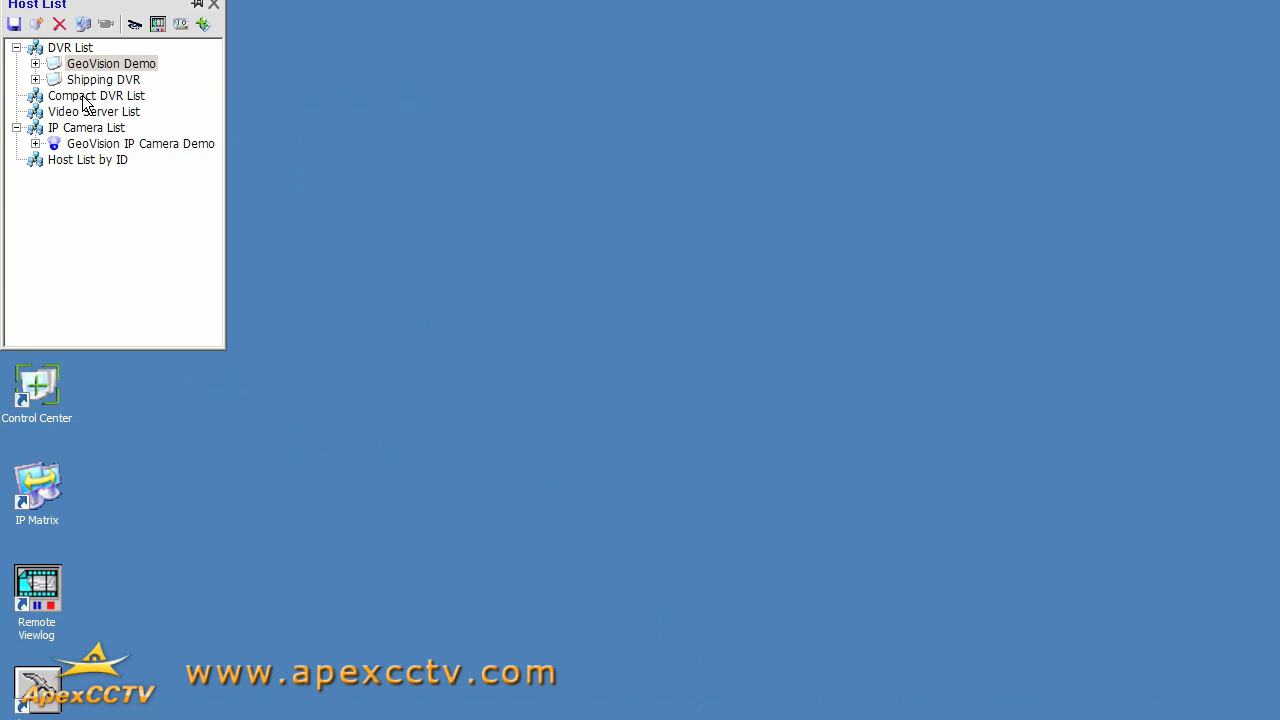 Host List
DVR List
GeoVision Demo
Shipping DVR
Compact DVR List
Video Server List
IP Camera List
GeoVision IP Camera Demo
Host List by ID
Control Center
IP Matrix
Remote
Viewlog
ApexCCTV
www.apexcctv.com